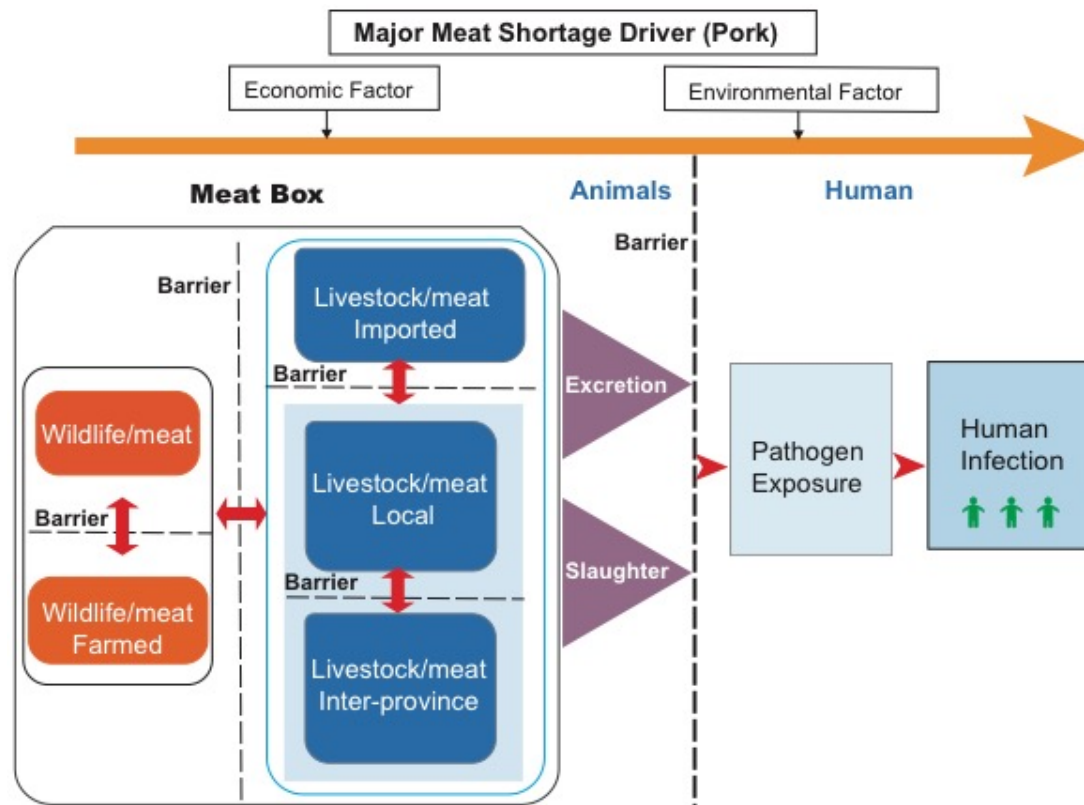 Major Meat Shortage Driver (Pork)
Economic Factor
Environmental Factor
Meat Box
Animals
Human
Barrier
Barrier
Livestock/meat
Imported
Barrier
Excretion
Wildlife/meat
Livestock/meat
Local
Pathogen
Exposure
Human
Infection
Barrier
Barrier
Slaughter
Wildlife/meat
Farmed
Livestock/meat
Inter-province